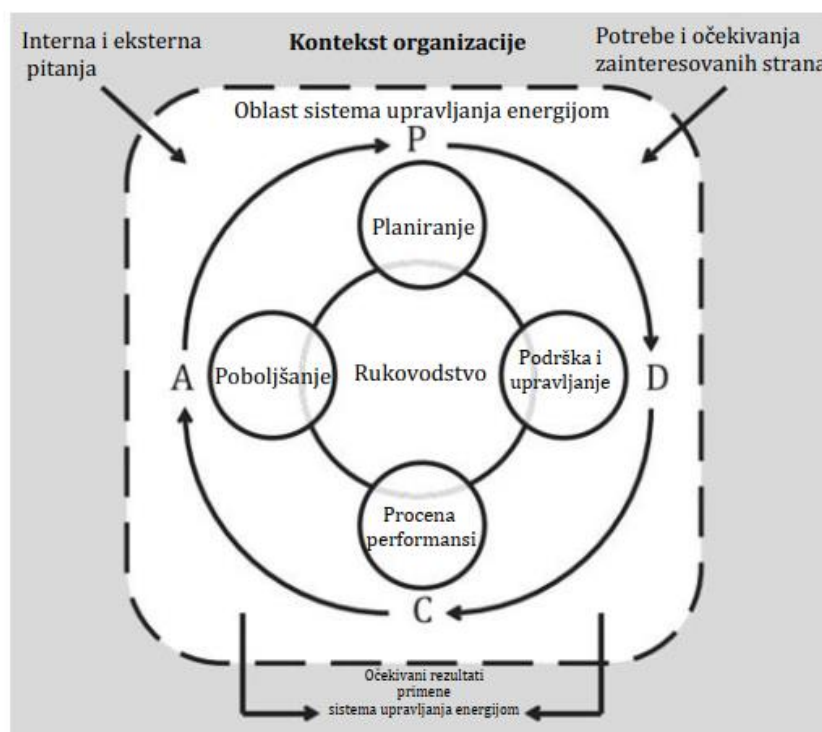 Interna i eksterna
pitanja
Kontekst organizacije
Potrebe i očekivanja
zainteresovanih strana
Oblast sistema upravljanja energijom
P
Planiranje
A
Poboljšanje
Rukovodstvo
Podrška i
upravljanje
D
Procena
performansi
C
Očekivani rezultati
primene
sistema upravljanja energijom